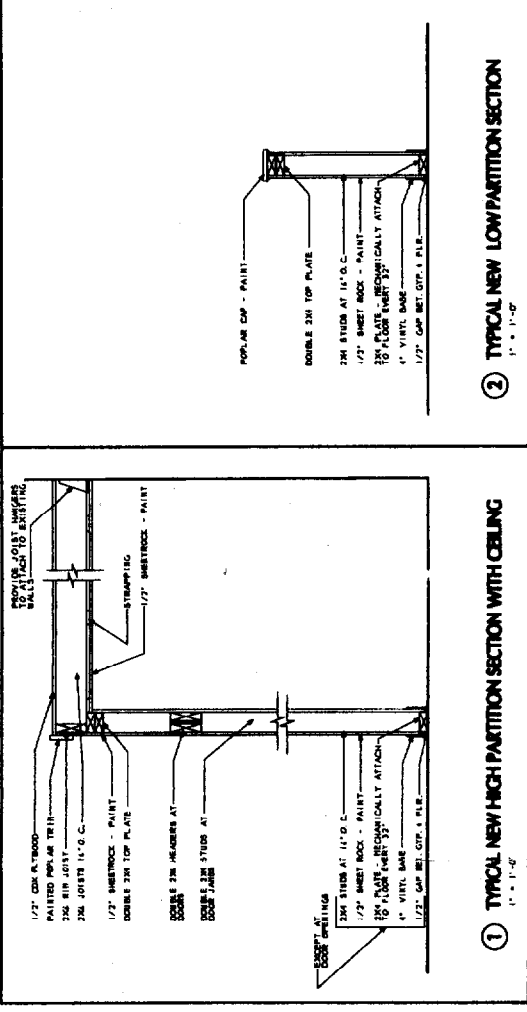 PROVIDE JOIST HANGERS
TO ATTACH TO EXISTING
WALLS
1/2" CDX PLYWOOD
PAINTED POPLAR TRIM
2X6 RIM JOIST
2X6 JOISTS 16" O.C.
STRAPPING
1/2" SHEETROCK - PAINT
1/2" SHEETROCK - PAINT
DOUBLE 2X4 TOP PLATE
DOUBLE 2X6 HEADERS AT
DOORS
DOUBLE 2X4 STUDS AT
DOOR JAMBS
EXCEPT AT
DOOR OPENINGS
2X4 STUDS AT 16" O.C.
1/2" SHEET ROCK - PAINT
2X4 PLATE - MECHANICALLY ATTACH
TO FLOOR EVERY 32"
4" VINYL BASE
1/2" GAP BET. GYP. & FLR.
1 TYPICAL NEW HIGH PARTITION SECTION WITH CEILING
1" = 1'-0"
POPLAR CAP - PAINT
DOUBLE 2X4 TOP PLATE
2X4 STUDS AT 16" O.C.
1/2" SHEET ROCK - PAINT
2X4 PLATE - MECHANICALLY ATTACH
TO FLOOR EVERY 32"
4" VINYL BASE
1/2" GAP BET. GYP. & FLR.
2 TYPICAL NEW LOW PARTITION SECTION
1" = 1'-0"